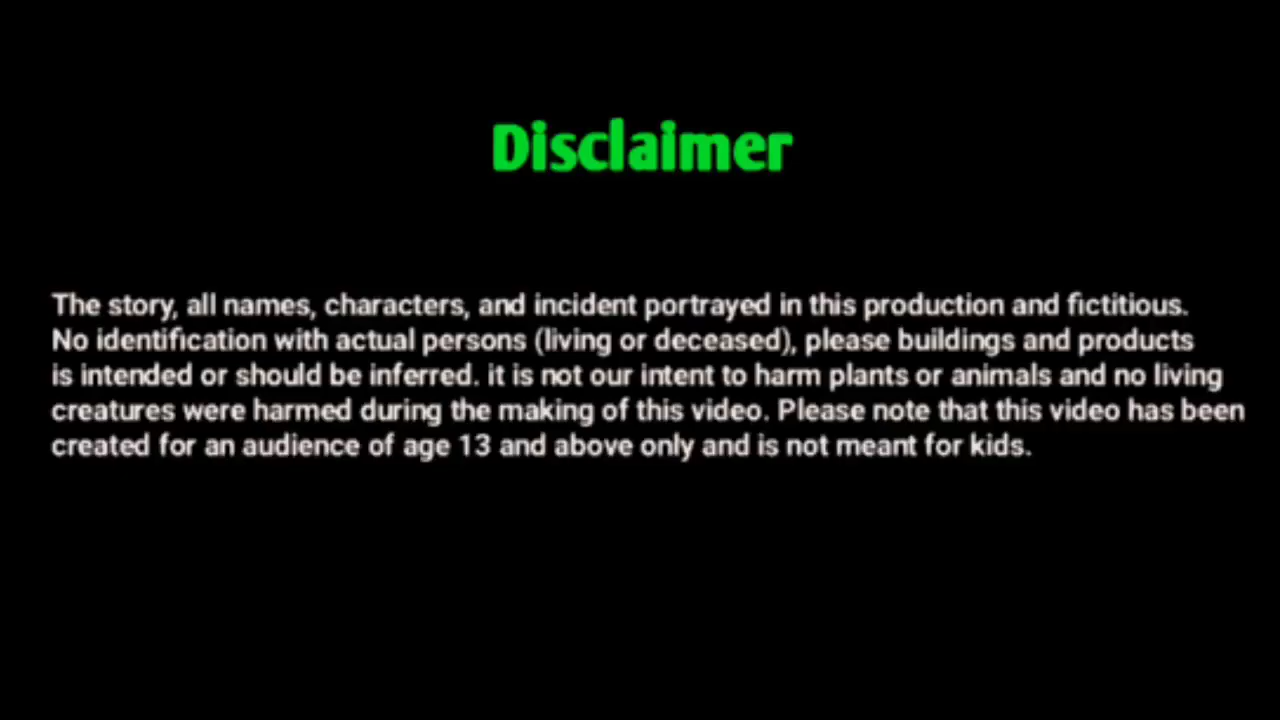 Disclaimer
The story, all names, characters, and incident portrayed in this production and fictitious.
No identification with actual persons (living or deceased), please buildings and products
is intended or should be inferred. it is not our intent to harm plants or animals and no living
creatures were harmed during the making of this video. Please note that this video has been
created for an audience of age 13 and above only and is not meant for kids.